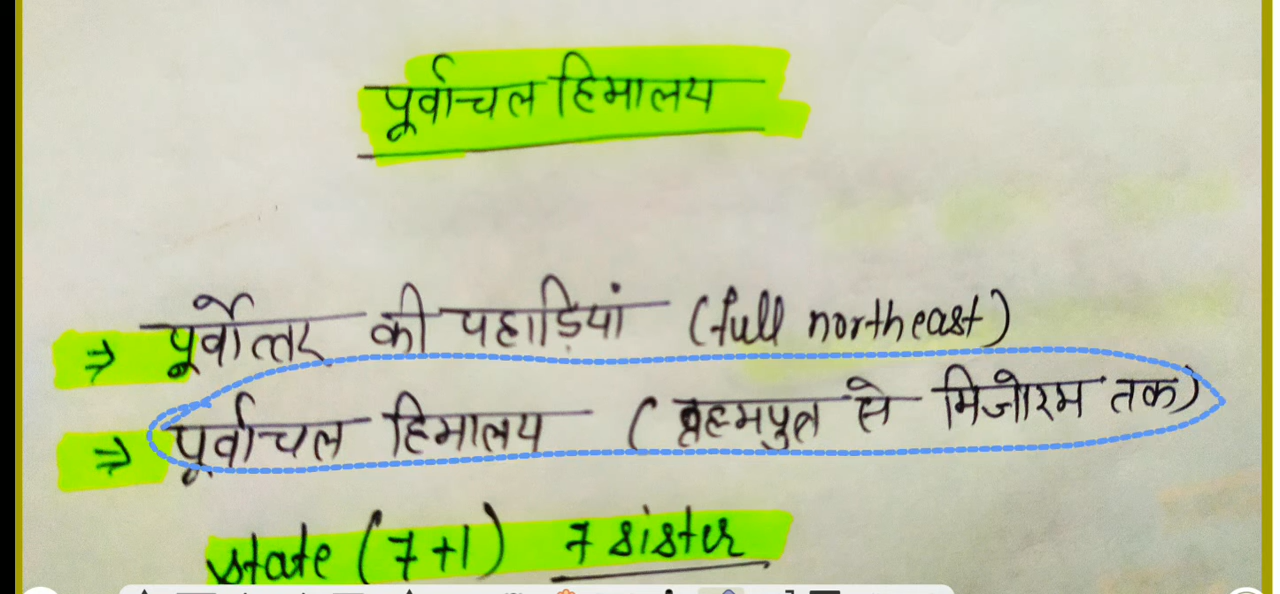 पूर्वांचल हिमालय
⇒ पूर्वोत्तर की पहाड़ियां (full northeast)
⇒ पूर्वांचल हिमालय (ब्रह्मपुत्र से मिजोरम तक)
state (7+1) 7 sister